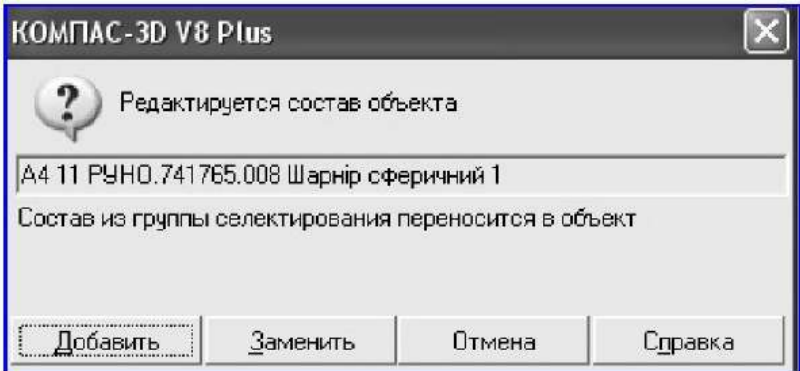 КОМПАС-3D V8 Plus
Редактируется состав объекта
А4 11 РУНО.741765.008 Шарнір сферичний 1
Состав из группы селектирования переносится в объект
Добавить Заменить Отмена Справка